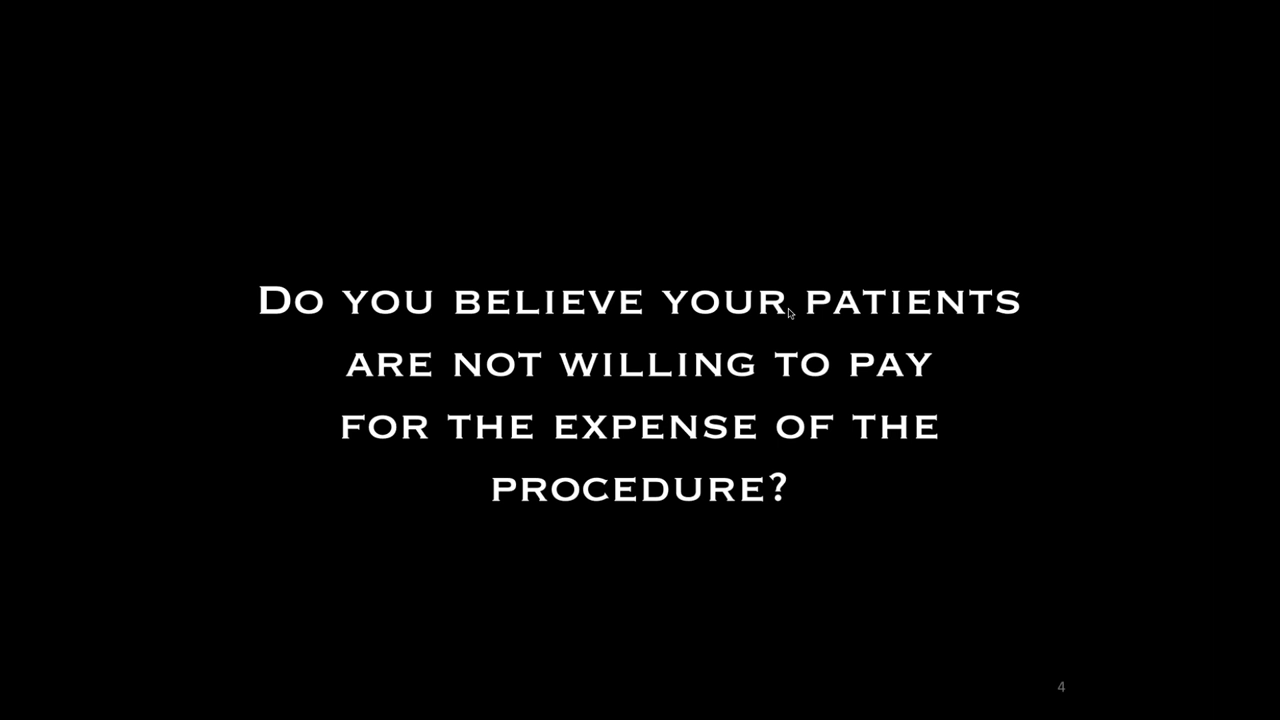 Do you believe your patients
are not willing to pay
for the expense of the
procedure?
4